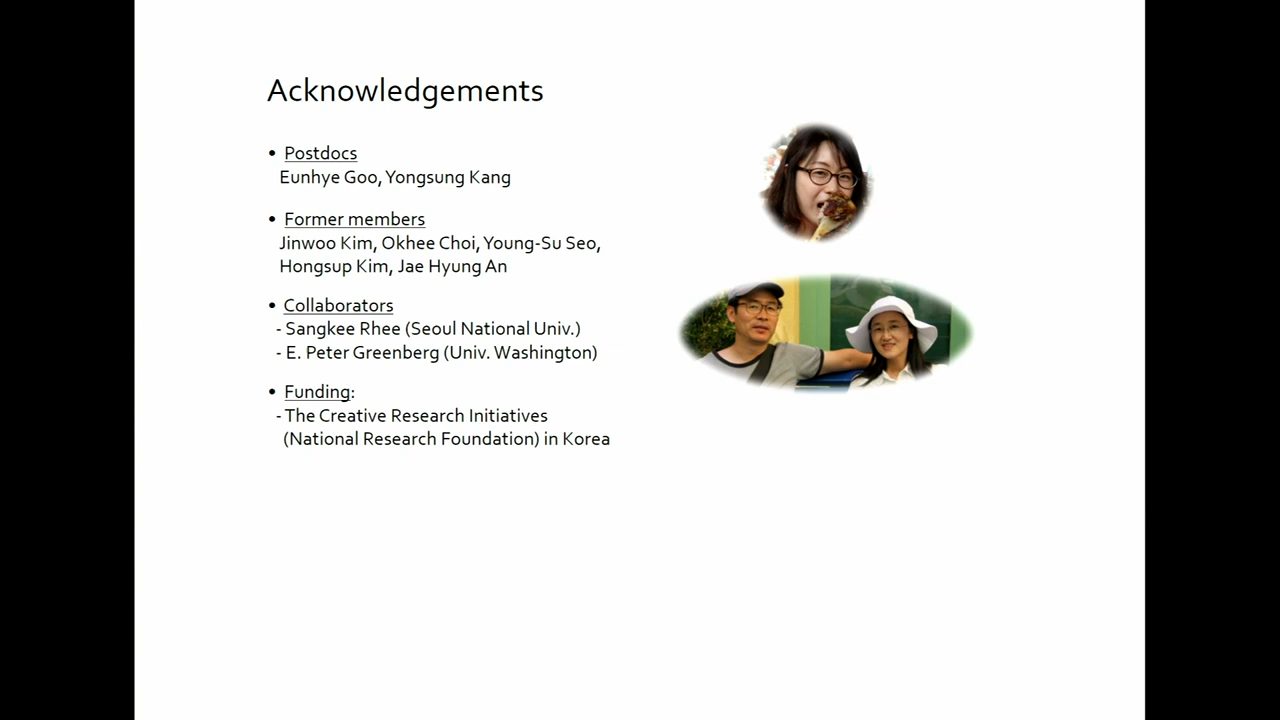 Acknowledgements
• Postdocs
Eunhye Goo, Yongsung Kang
• Former members
Jinwoo Kim, Okhee Choi, Young-Su Seo,
Hongsup Kim, Jae Hyung An
• Collaborators
- Sangkee Rhee (Seoul National Univ.)
- E. Peter Greenberg (Univ. Washington)
• Funding:
- The Creative Research Initiatives
(National Research Foundation) in Korea